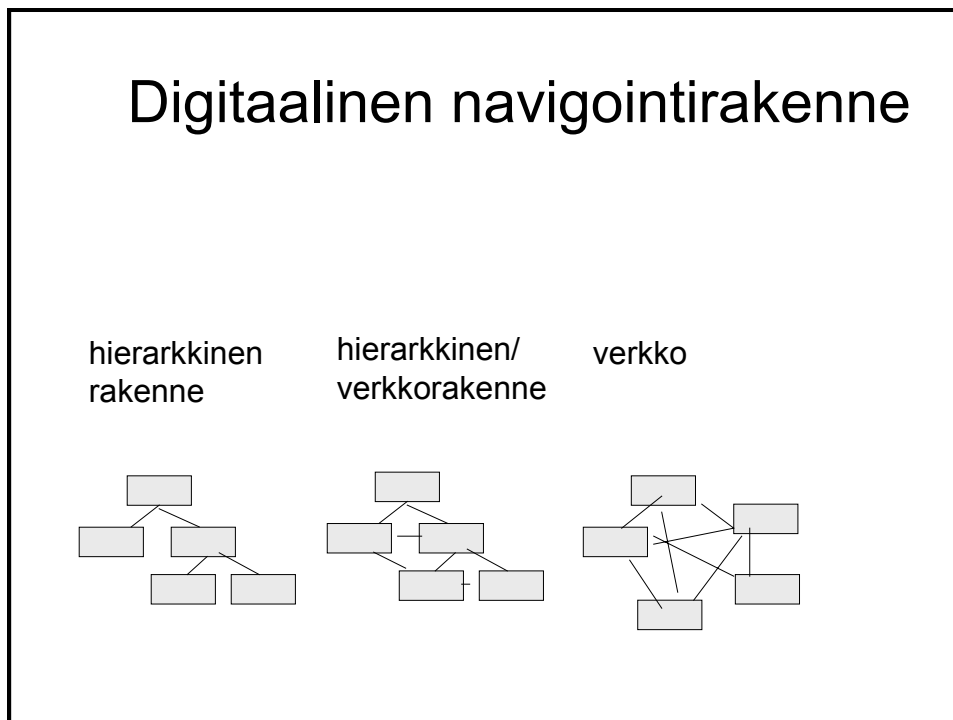 Digitaalinen navigointirakenne
hierarkkinen
rakenne
hierarkkinen/
verkkorakenne
verkko